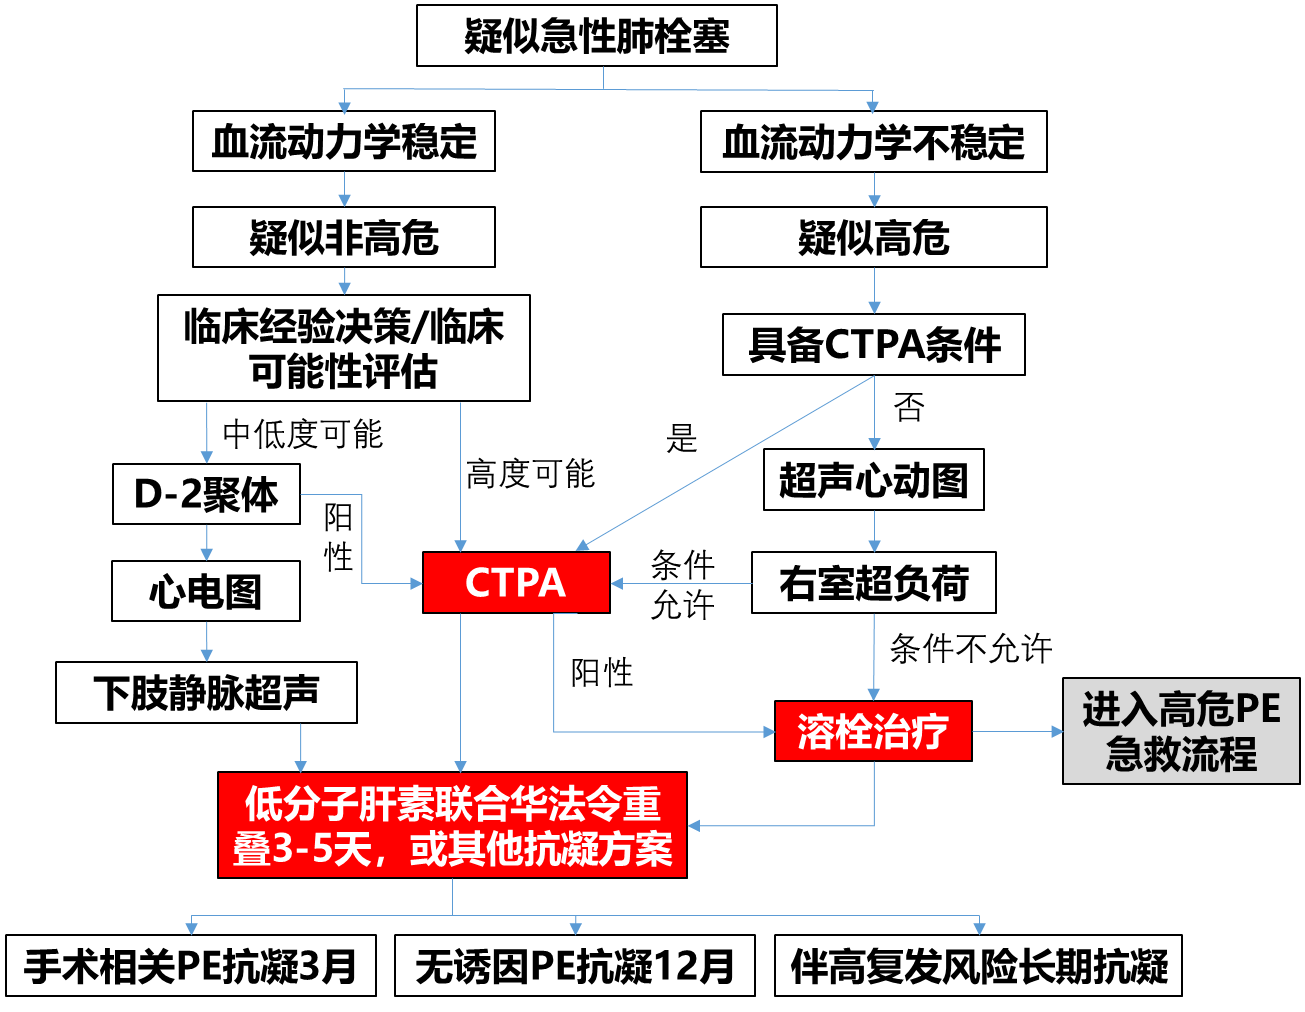 疑似急性肺栓塞
血流动力学稳定
血流动力学不稳定
疑似非高危
疑似高危
临床经验决策/临床
可能性评估
具备CTPA条件
中低度可能
高度可能
是
否
D-2聚体
阳
性
超声心动图
心电图
CTPA
条件
允许
右室超负荷
下肢静脉超声
阳性
条件不允许
溶栓治疗
进入高危PE
急救流程
低分子肝素联合华法令重
叠3-5天，或其他抗凝方案
手术相关PE抗凝3月
无诱因PE抗凝12月
伴高复发风险长期抗凝